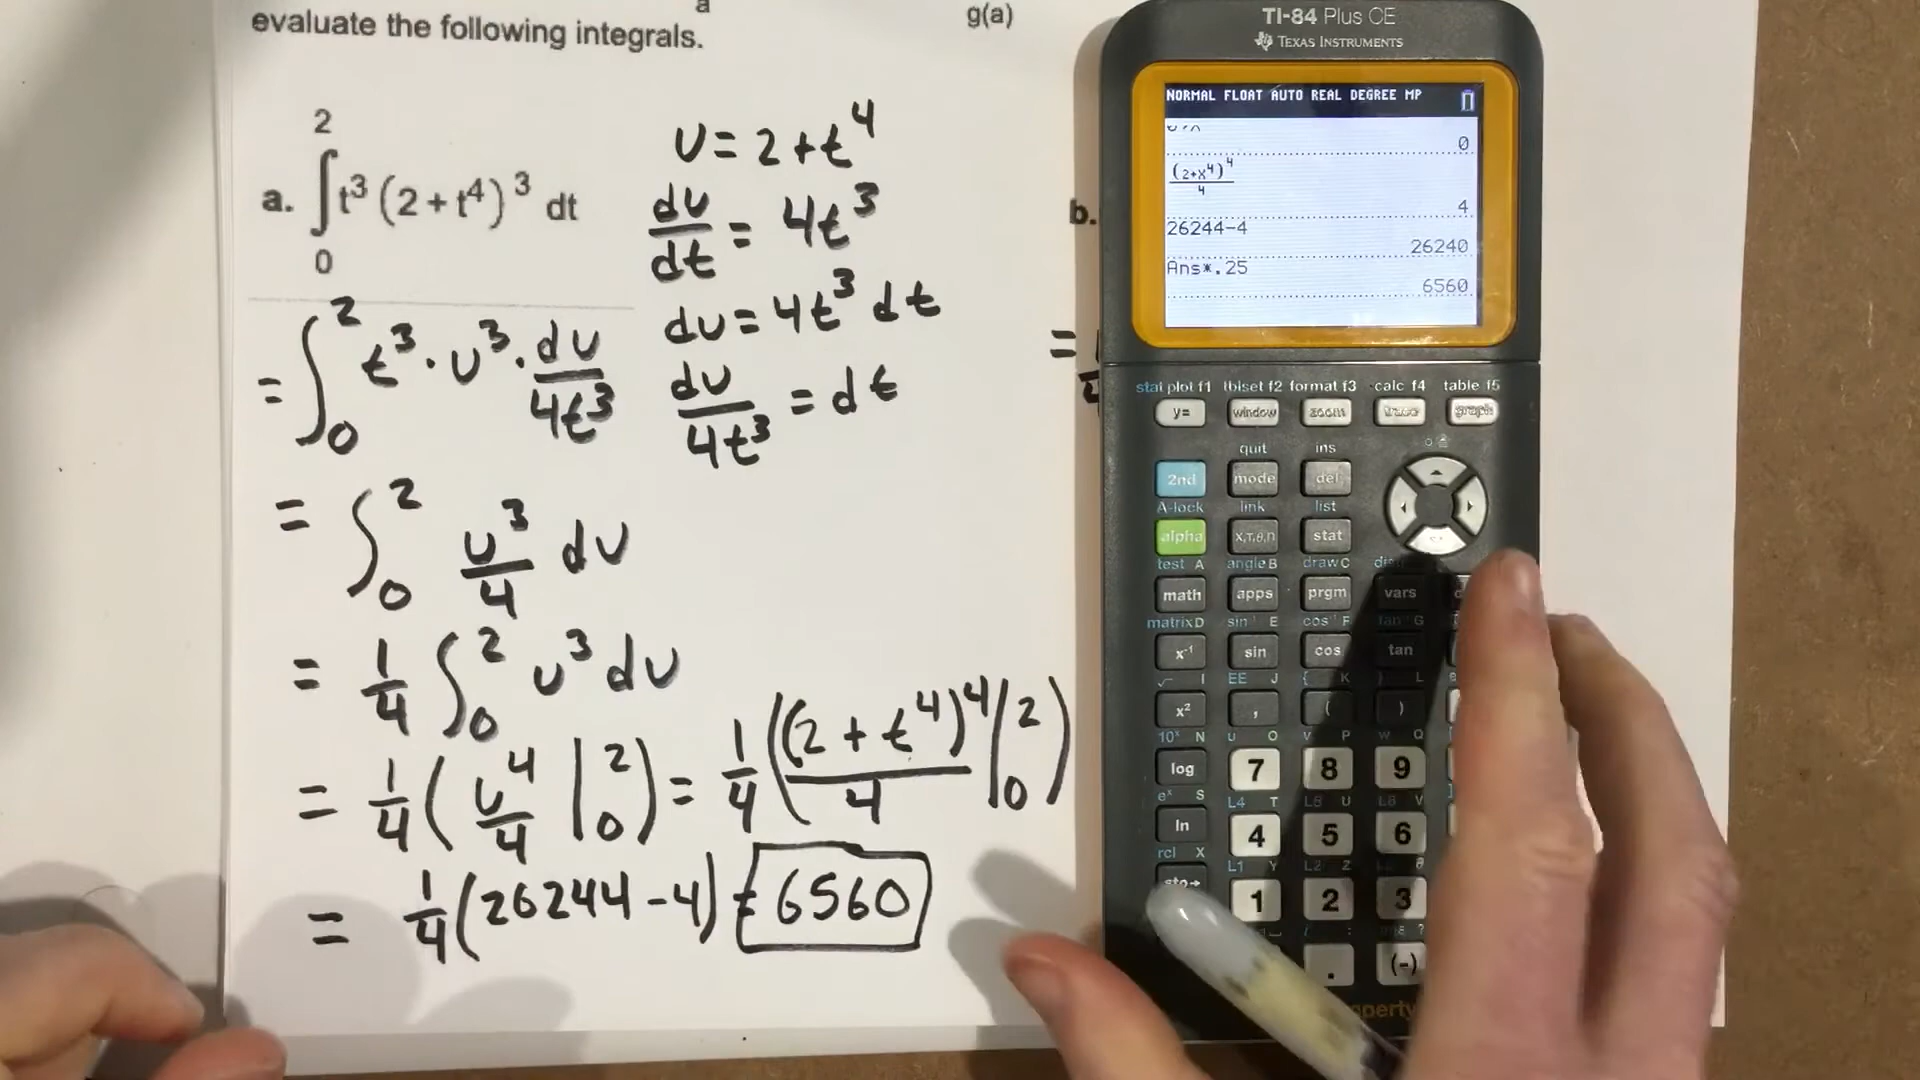 evaluate the following integrals.
a
g(a)
a. ∫₀² t³ (2 + t⁴)³ dt
= ∫₀² t³ · u³ · du/4t³
= ∫₀² u³/4 du
= 1/4 ∫₀² u³ du
= 1/4 (u⁴/4 |₀²) = 1/4 ((2 + t⁴)⁴/4 |₀²)
= 1/4 (26244 - 4) = 6560
u = 2 + t⁴
du/dt = 4t³
du = 4t³ dt
du/4t³ = dt
b.
=
TI-84 Plus CE
TEXAS INSTRUMENTS
NORMAL FLOAT AUTO REAL DEGREE MP
0
(2+X⁴)⁴/4
4
26244-4
26240
Ans*.25
6560
stat plot f1 tblset f2 format f3 calc f4 table f5
y= window zoom trace graph
quit ins
2nd mode del
A-lock link list
alpha X,T,θ,n stat
test A angle B draw C
math apps prgm vars
matrix D sin⁻¹ E cos⁻¹ F tan⁻¹ G
x⁻¹ sin cos tan
√ I EE J { K } L
x² , ( )
10ˣ N u O v P w Q
log 7 8 9
eˣ S L4 T L5 U L6 V
ln 4 5 6
rcl X L1 Y L2 Z θ
sto→ 1 2 3
. (-)